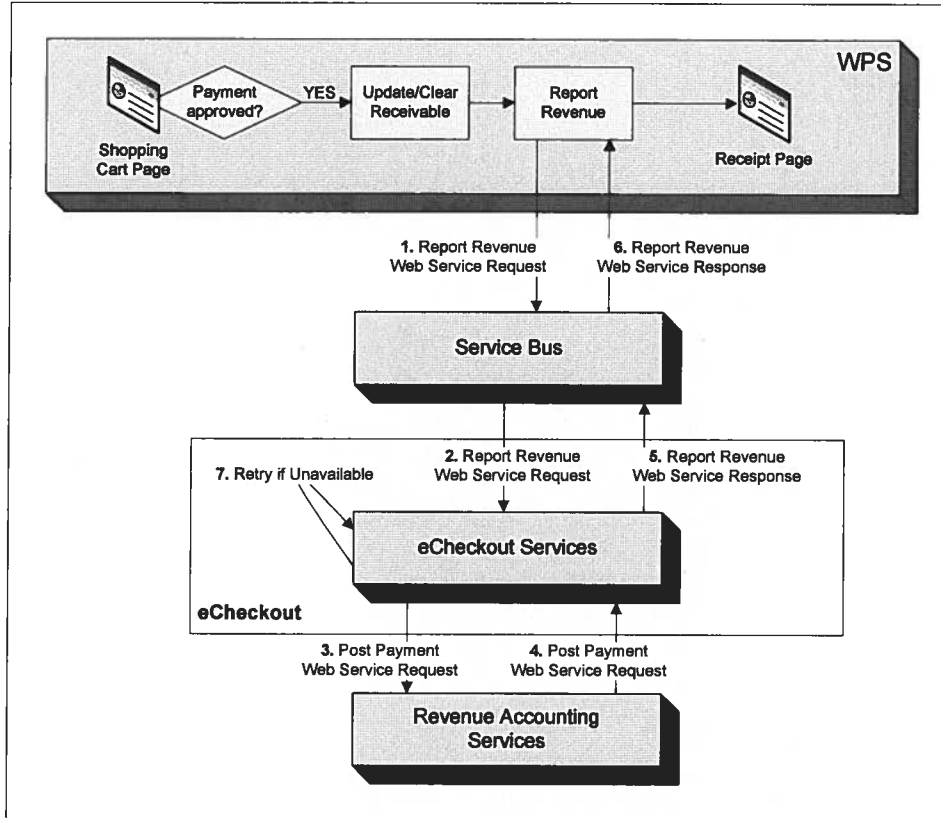 WPS
Payment
approved?
YES
Update/Clear
Receivable
Report
Revenue
Shopping
Cart Page
Receipt Page
1. Report Revenue
Web Service Request
6. Report Revenue
Web Service Response
Service Bus
2. Report Revenue
Web Service Request
5. Report Revenue
Web Service Response
7. Retry if Unavailable
eCheckout Services
eCheckout
3. Post Payment
Web Service Request
4. Post Payment
Web Service Request
Revenue Accounting
Services